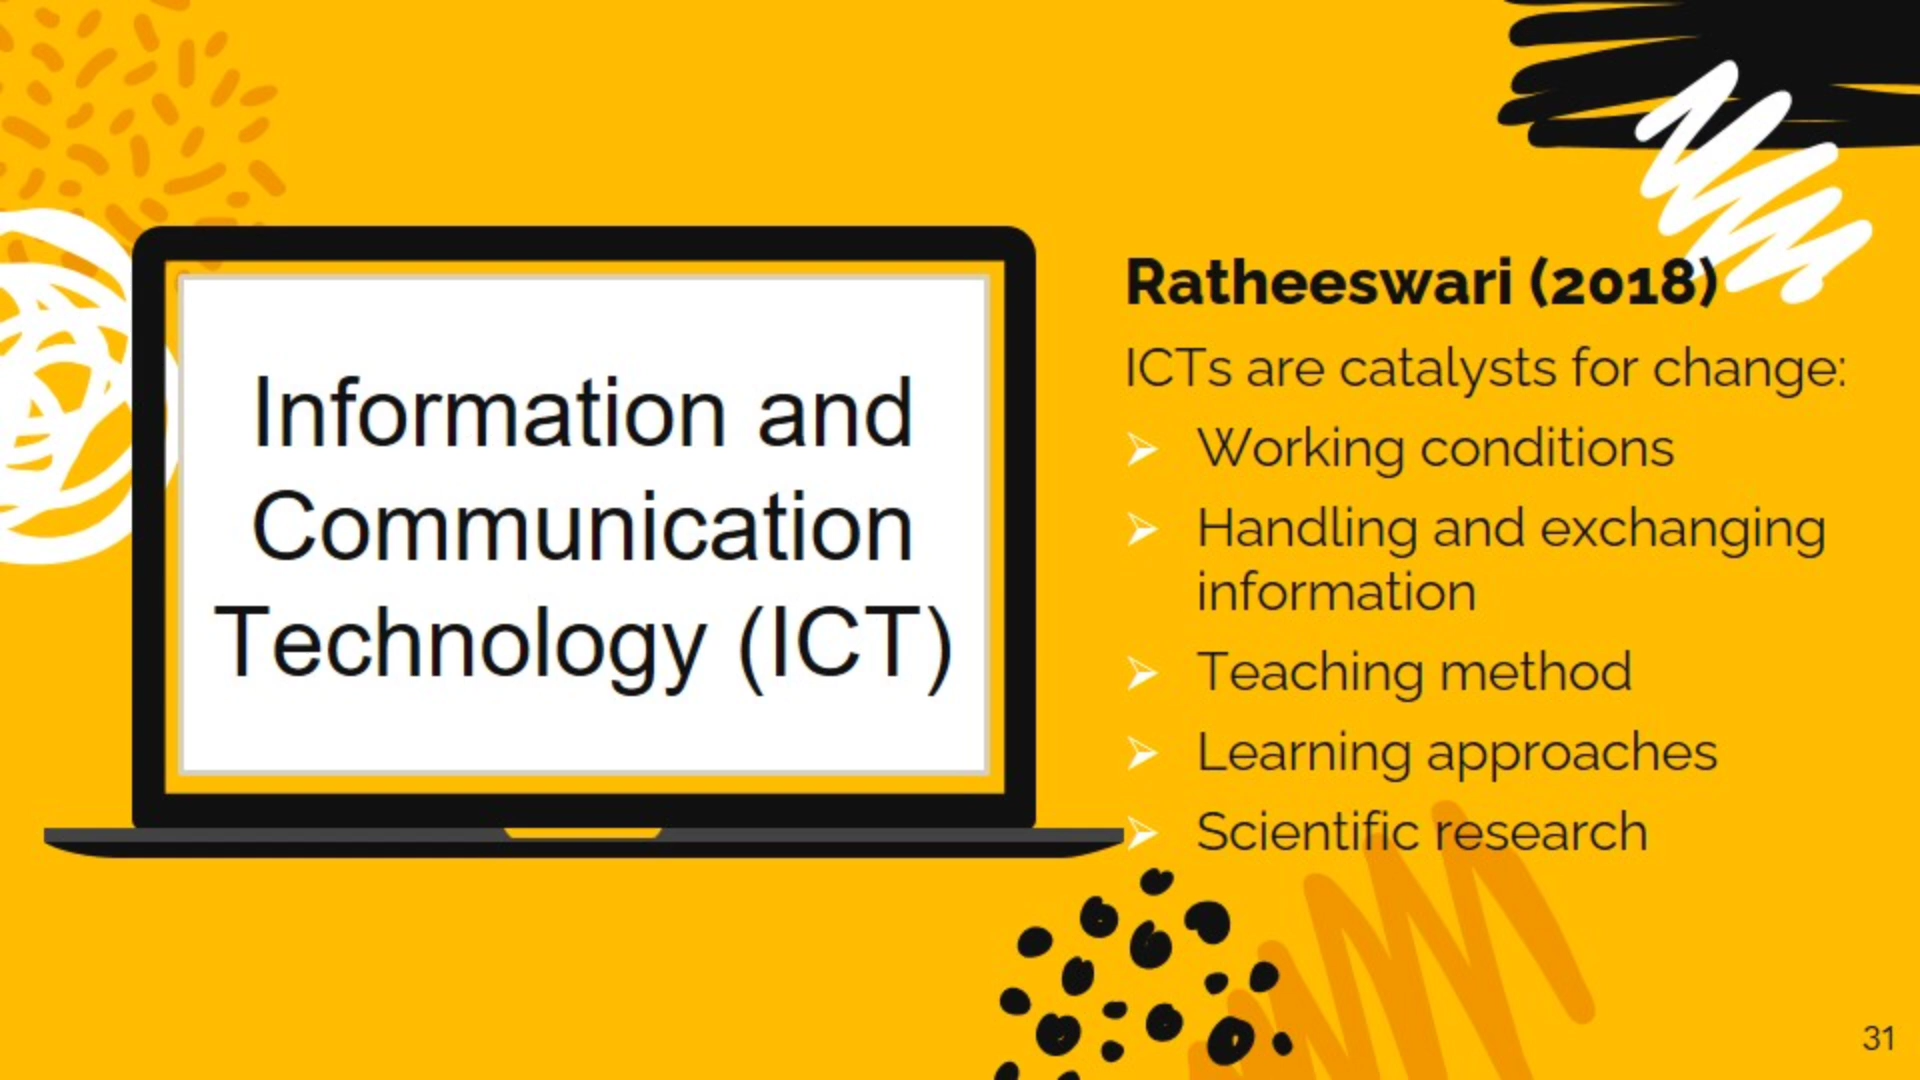 Information and
Communication
Technology (ICT)
Ratheeswari (2018)
ICTs are catalysts for change:
Working conditions
Handling and exchanging
information
Teaching method
Learning approaches
Scientific research
31